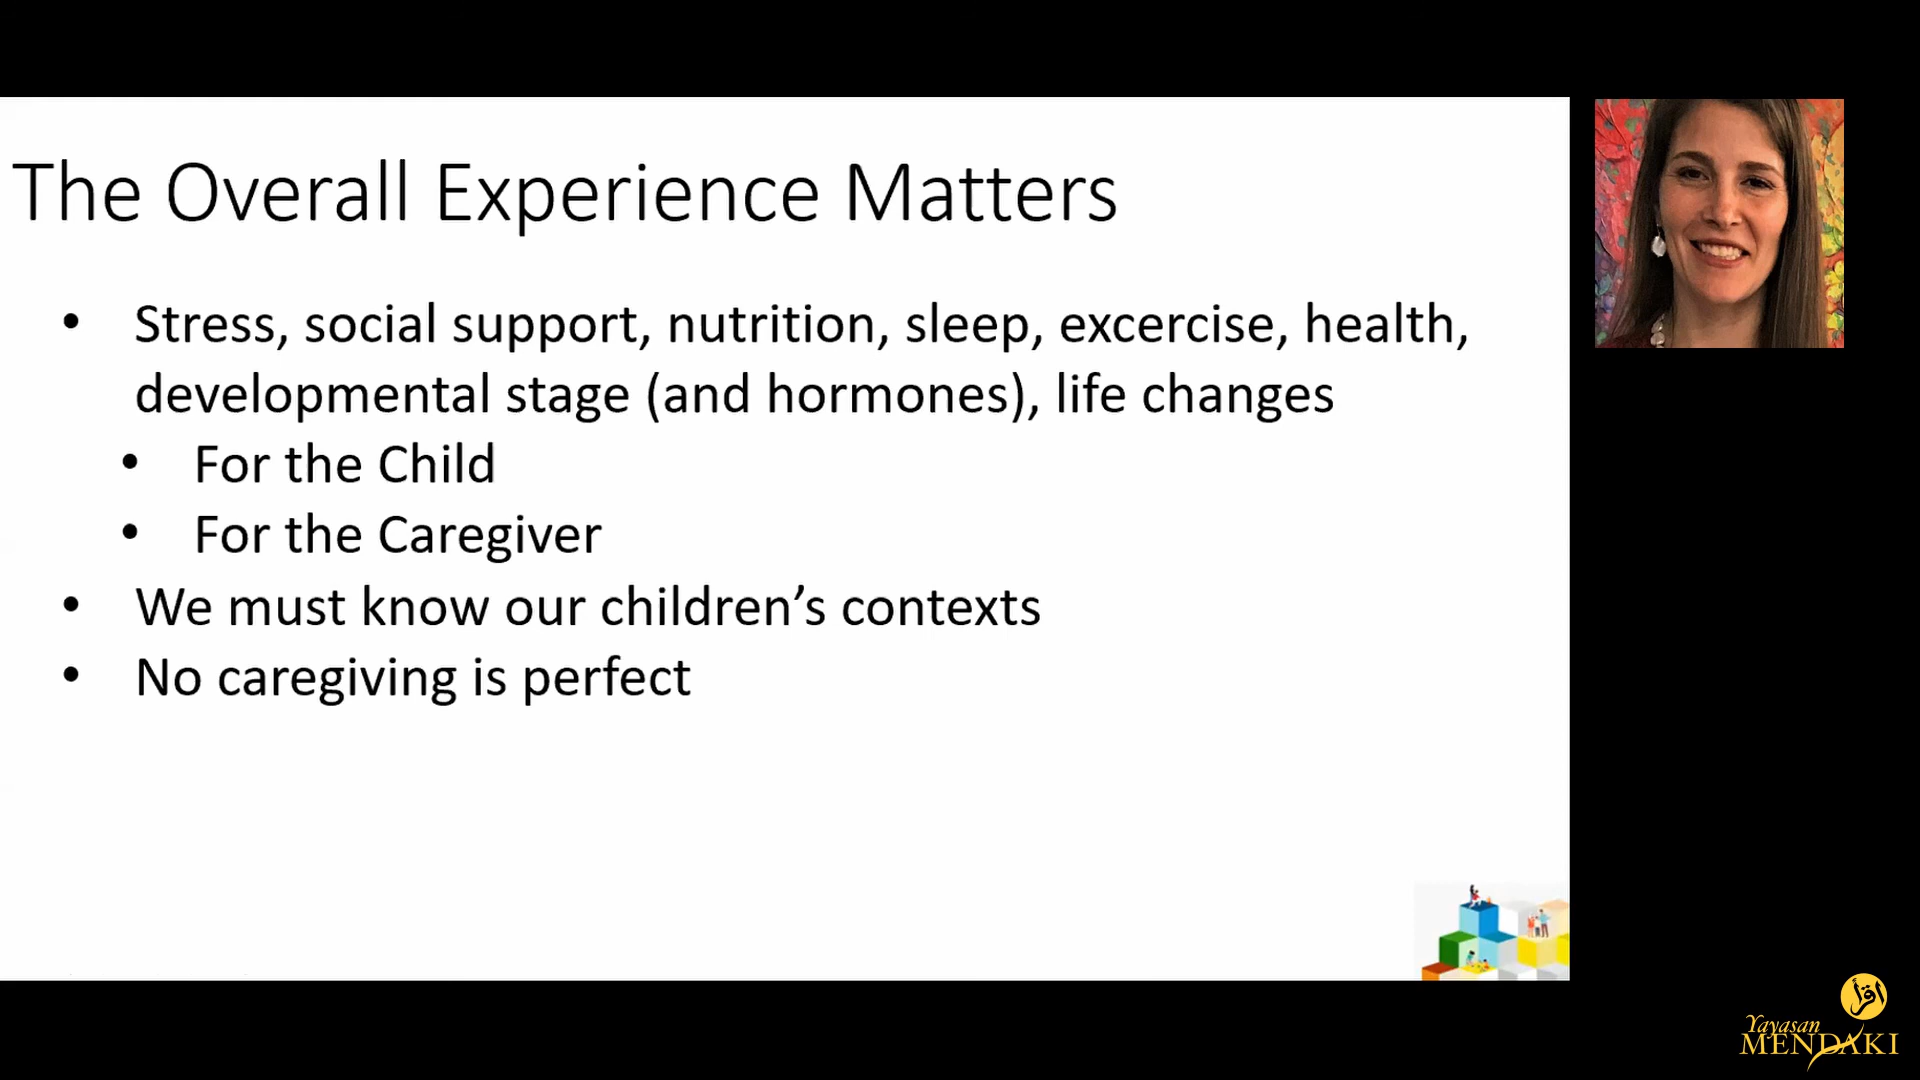 The Overall Experience Matters
• Stress, social support, nutrition, sleep, excercise, health,
developmental stage (and hormones), life changes
• For the Child
• For the Caregiver
• We must know our children’s contexts
• No caregiving is perfect
اقرأ
Yayasan
MENDAKI